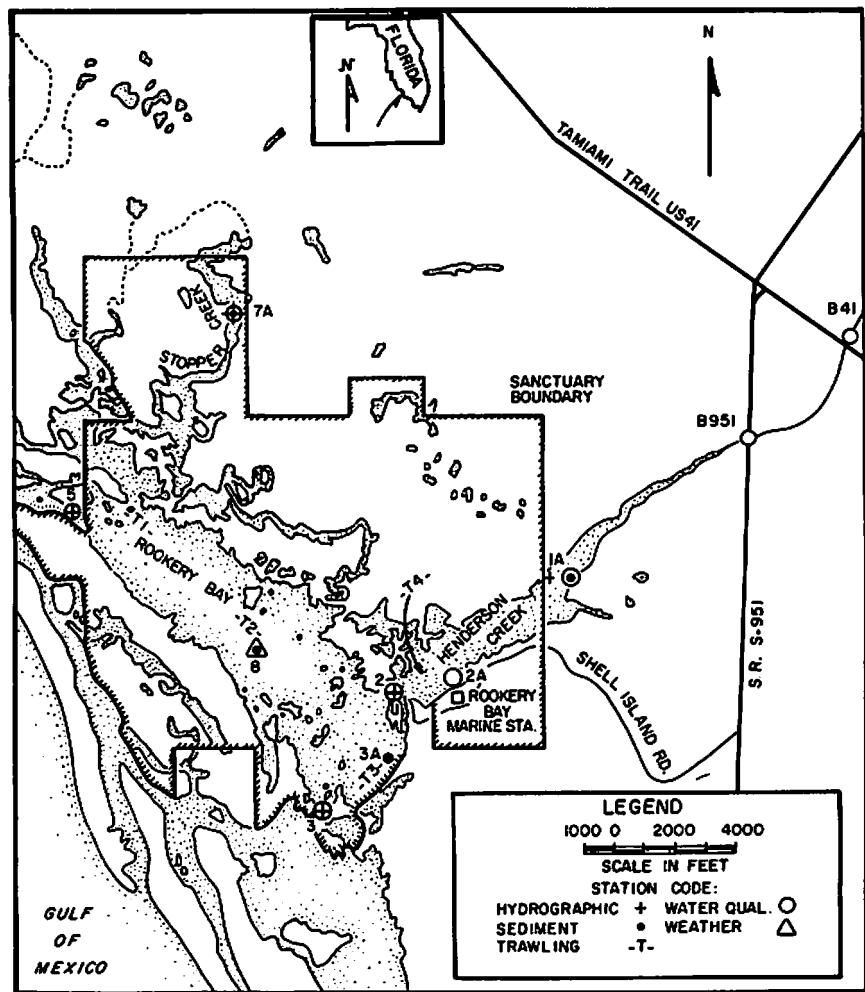 N
FLORIDA
N
TAMIAMI TRAIL US41
B41
7A
STOPPER CREEK
SANCTUARY BOUNDARY
B951
1
3
5
T1-
ROOKERY BAY
1A
-T4-
-T2-
HENDERSON CREEK
8
2
2A
ROOKERY BAY
MARINE STA.
SHELL ISLAND RD.
S.R. S-951
3A
-T3-
3
GULF
OF
MEXICO
LEGEND
1000 0 2000 4000
SCALE IN FEET
STATION CODE:
HYDROGRAPHIC + WATER QUAL. O
SEDIMENT • WEATHER △
TRAWLING -T-